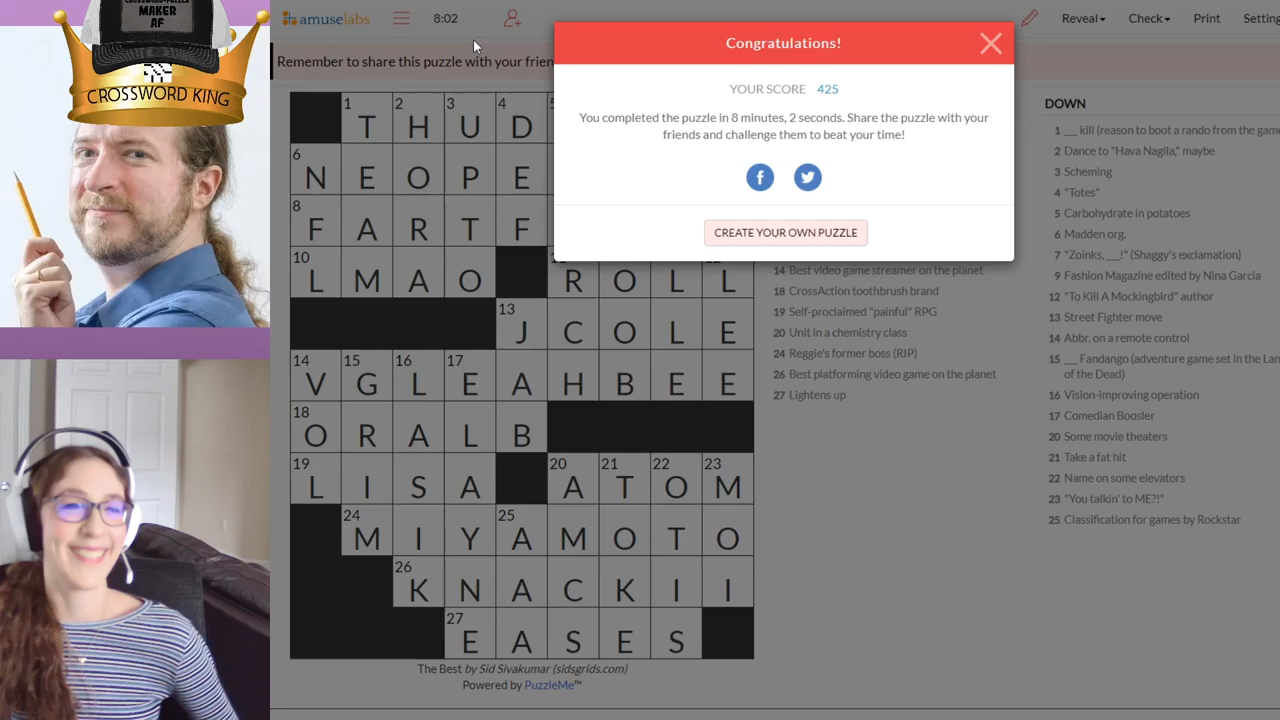 CROSSWORD-PUZZLE
MAKER
AF
CROSSWORD KING
amuselabs
8:02
Reveal
Check
Print
Remember to share this puzzle with your
Congratulations!
YOUR SCORE 425
You completed the puzzle in 8 minutes, 2 seconds. Share the puzzle with your
friends and challenge them to beat your time!
CREATE YOUR OWN PUZZLE
1 2 3 4
T H U D
6
N E O P E
8
F A R T F
10
L M A O R O L L
13
J C O L E
14 15 16 17
V G L E A H B E E
18
O R A L B
19 20 21 22 23
L I S A A T O M
24 25
M I Y A M O T O
26
K N A C K I I
27
E A S E S
The Best by Sid Sivakumar (sidsgrids.com)
Powered by PuzzleMe™
14 Best video game streamer on the planet
18 CrossAction toothbrush brand
19 Self-proclaimed "painful" RPG
20 Unit in a chemistry class
24 Reggie's former boss (RIP)
26 Best platforming video game on the planet
27 Lightens up
DOWN
1 ___ kill (reason to boot a rando from the
2 Dance to "Hava Nagila," maybe
3 Scheming
4 "Totes"
5 Carbohydrate in potatoes
6 Madden org.
7 "Zoinks, ___!" (Shaggy's exclamation)
9 Fashion Magazine edited by Nina Garcia
12 "To Kill A Mockingbird" author
13 Street Fighter move
14 Abbr. on a remote control
15 ___ Fandango (adventure game set in the
of the Dead)
16 Vision-improving operation
17 Comedian Boosler
20 Some movie theaters
21 Take a fat hit
22 Name on some elevators
23 "You talkin' to ME?!"
25 Classification for games by Rockstar